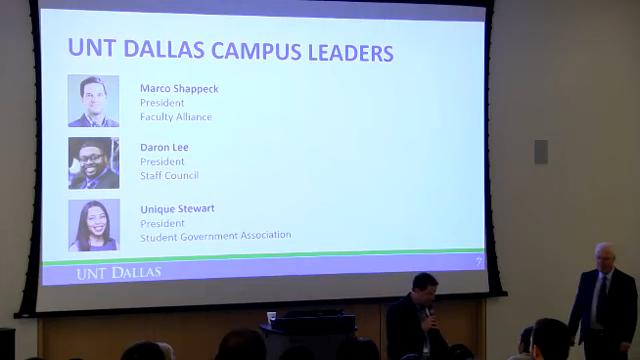 UNT DALLAS CAMPUS LEADERS
Marco Shappeck
President
Faculty Alliance
Daron Lee
President
Staff Council
Unique Stewart
President
Student Government Association
UNT DALLAS
7